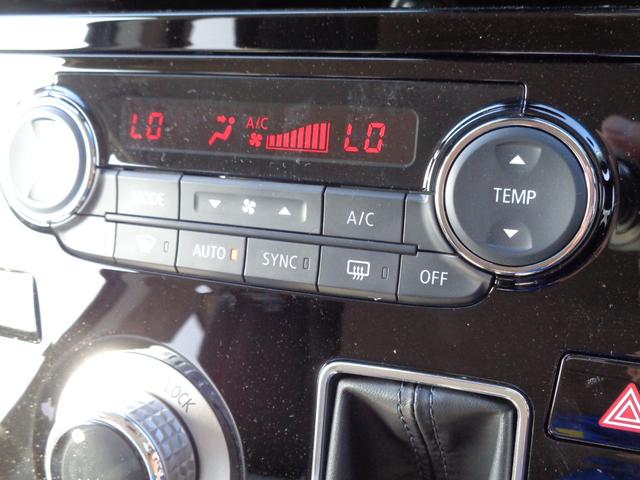 LO A/C LO
MODE A/C
TEMP
AUTO SYNC OFF
LOCK